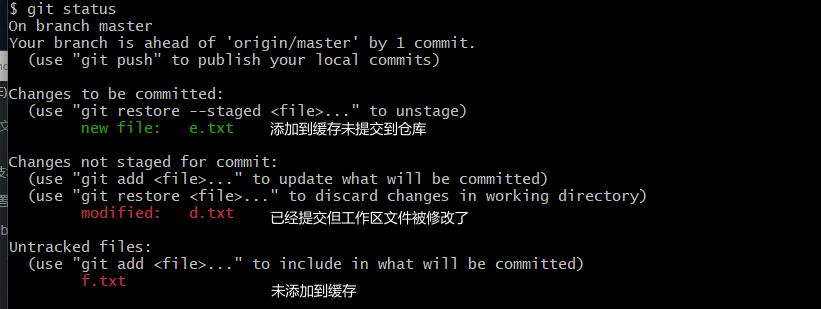 $ git status
On branch master
Your branch is ahead of 'origin/master' by 1 commit.
(use "git push" to publish your local commits)
Changes to be committed:
(use "git restore --staged <file>..." to unstage)
new file: e.txt 添加到缓存未提交到仓库
Changes not staged for commit:
(use "git add <file>..." to update what will be committed)
(use "git restore <file>..." to discard changes in working directory)
modified: d.txt 已经提交但工作区文件被修改了
Untracked files:
(use "git add <file>..." to include in what will be committed)
f.txt 未添加到缓存